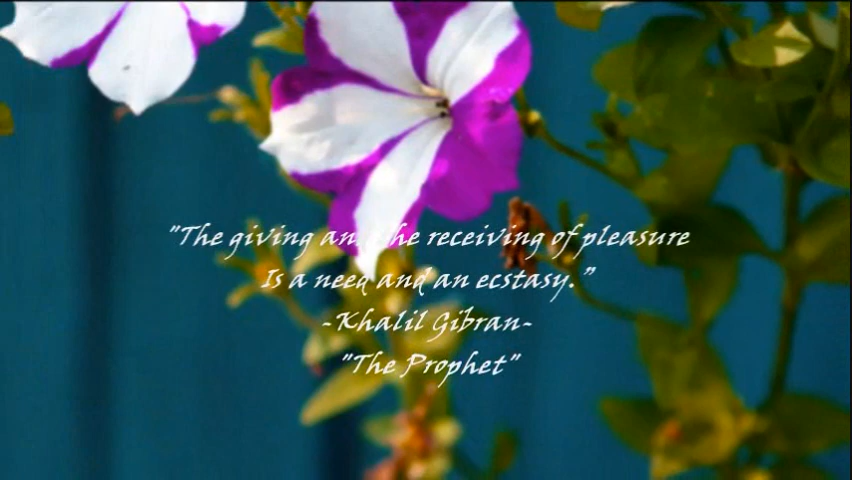 "The giving and the receiving of pleasure
Is a need and an ecstasy."
-Khalil Gibran-
"The Prophet"